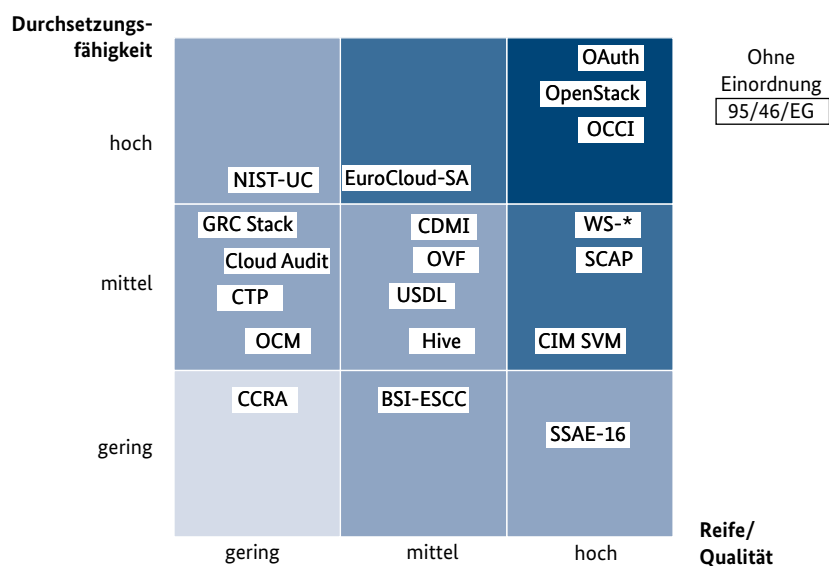 Durchsetzungs-
fähigkeit
OAuth
Ohne
Einordnung
OpenStack
95/46/EG
OCCI
hoch
NIST-UC
EuroCloud-SA
GRC Stack
CDMI
WS-*
Cloud Audit
OVF
SCAP
mittel
CTP
USDL
OCM
Hive
CIM SVM
CCRA
BSI-ESCC
SSAE-16
gering
Reife/
Qualität
gering
mittel
hoch